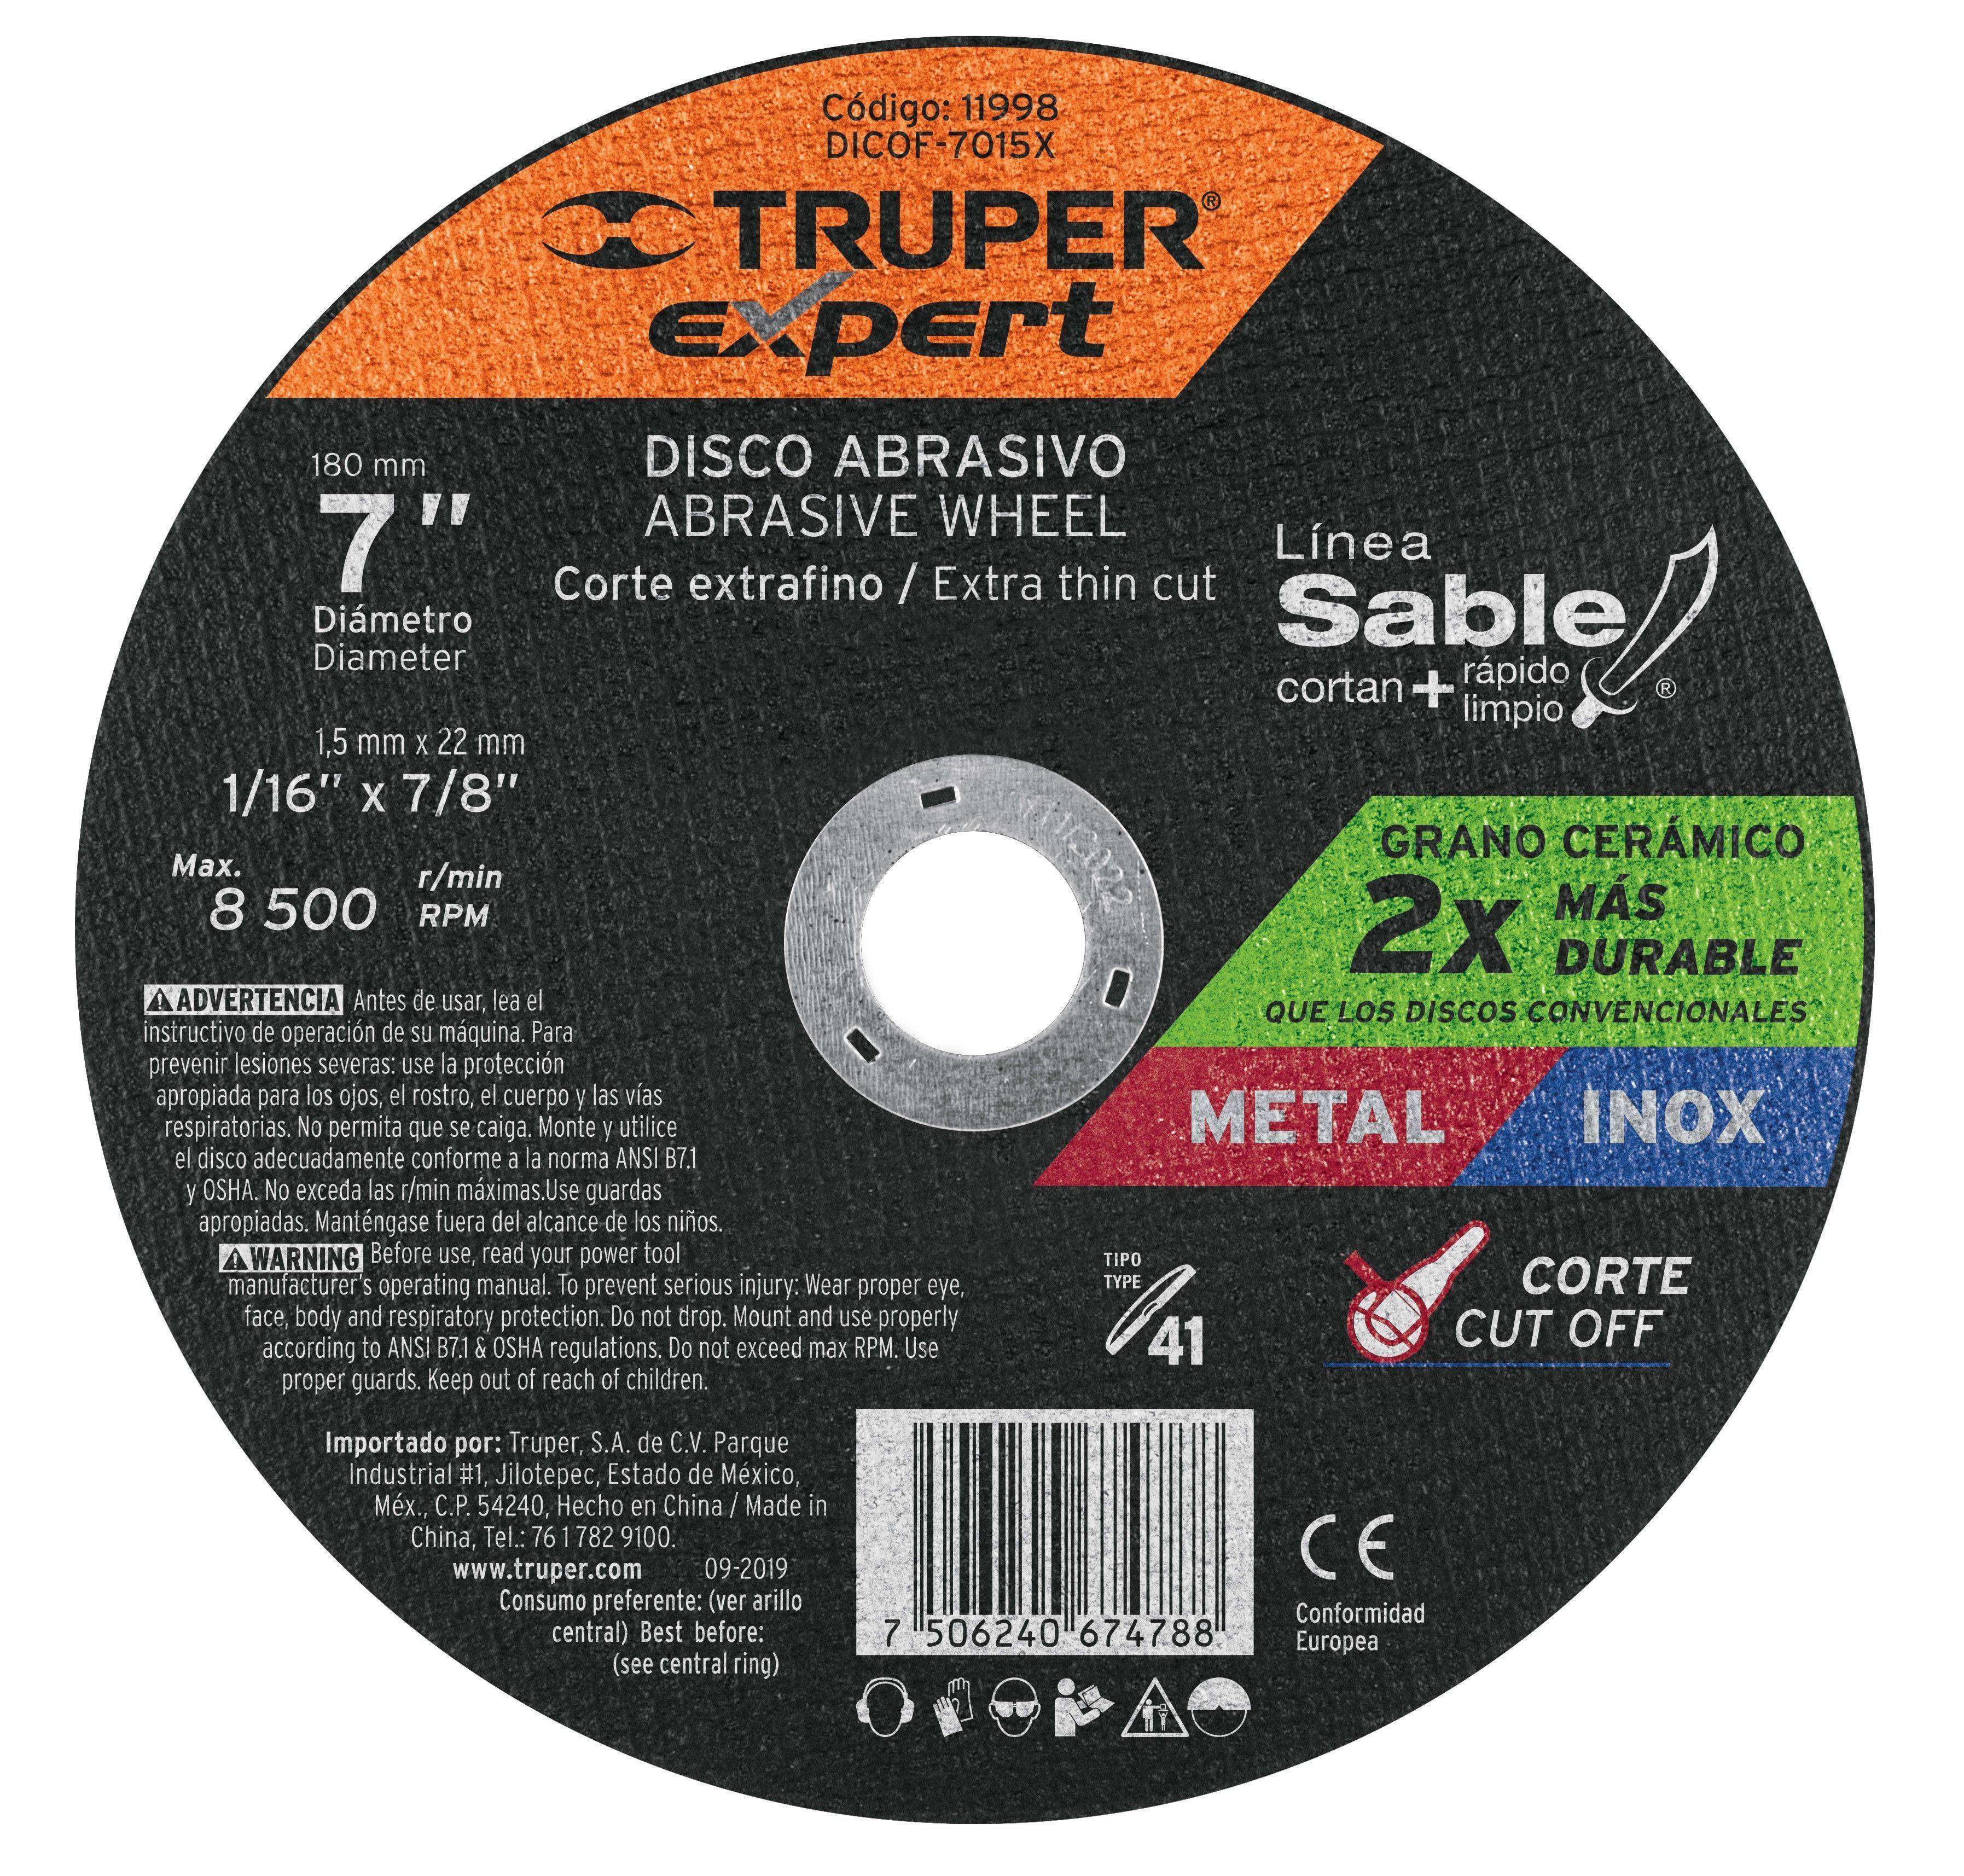 Código: 11998
DICOF-7015X
TRUPER®
expert
DISCO ABRASIVO
ABRASIVE WHEEL
Corte extrafino / Extra thin cut
180 mm
7"
Diámetro
Diameter
1,5 mm x 22 mm
1/16" x 7/8"
Max.
8 500
r/min
RPM
Línea
Sable
cortan + rápido
limpio ®
GRANO CERÁMICO
2x MÁS
DURABLE
QUE LOS DISCOS CONVENCIONALES
METAL INOX
ADVERTENCIA Antes de usar, lea el
instructivo de operación de su máquina. Para
prevenir lesiones severas: use la protección
apropiada para los ojos, el rostro, el cuerpo y las vías
respiratorias. No permita que se caiga. Monte y utilice
el disco adecuadamente conforme a la norma ANSI B7.1
y OSHA. No exceda las r/min máximas.Use guardas
apropiadas. Manténgase fuera del alcance de los niños.
WARNING Before use, read your power tool
manufacturer's operating manual. To prevent serious injury: Wear proper eye,
face, body and respiratory protection. Do not drop. Mount and use properly
according to ANSI B7.1 & OSHA regulations. Do not exceed max RPM. Use
proper guards. Keep out of reach of children.
TIPO
TYPE
41
CORTE
CUT OFF
Importado por: Truper, S.A. de C.V. Parque
Industrial #1, Jilotepec, Estado de México,
Méx., C.P. 54240, Hecho en China / Made in
China, Tel.: 76 1 782 9100.
www.truper.com 09-2019
Consumo preferente: (ver arillo
central) Best before:
(see central ring)
7 506240 674788
CE
Conformidad
Europea